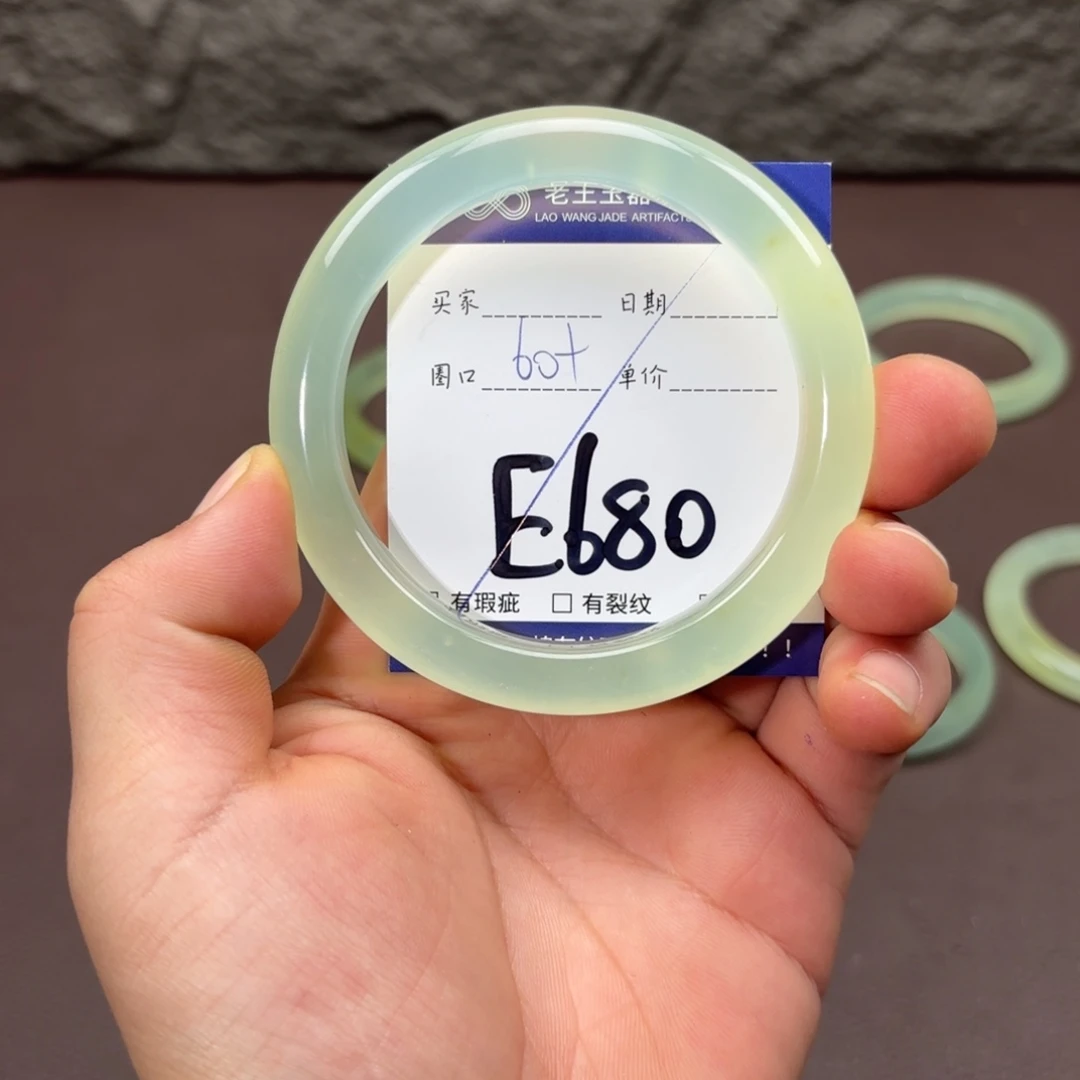 老王玉器
LAO WANG JADE ARTIFACTS
买家 日期
圈口 60+ 单价
E680
有瑕疵 □ 有裂纹
！！